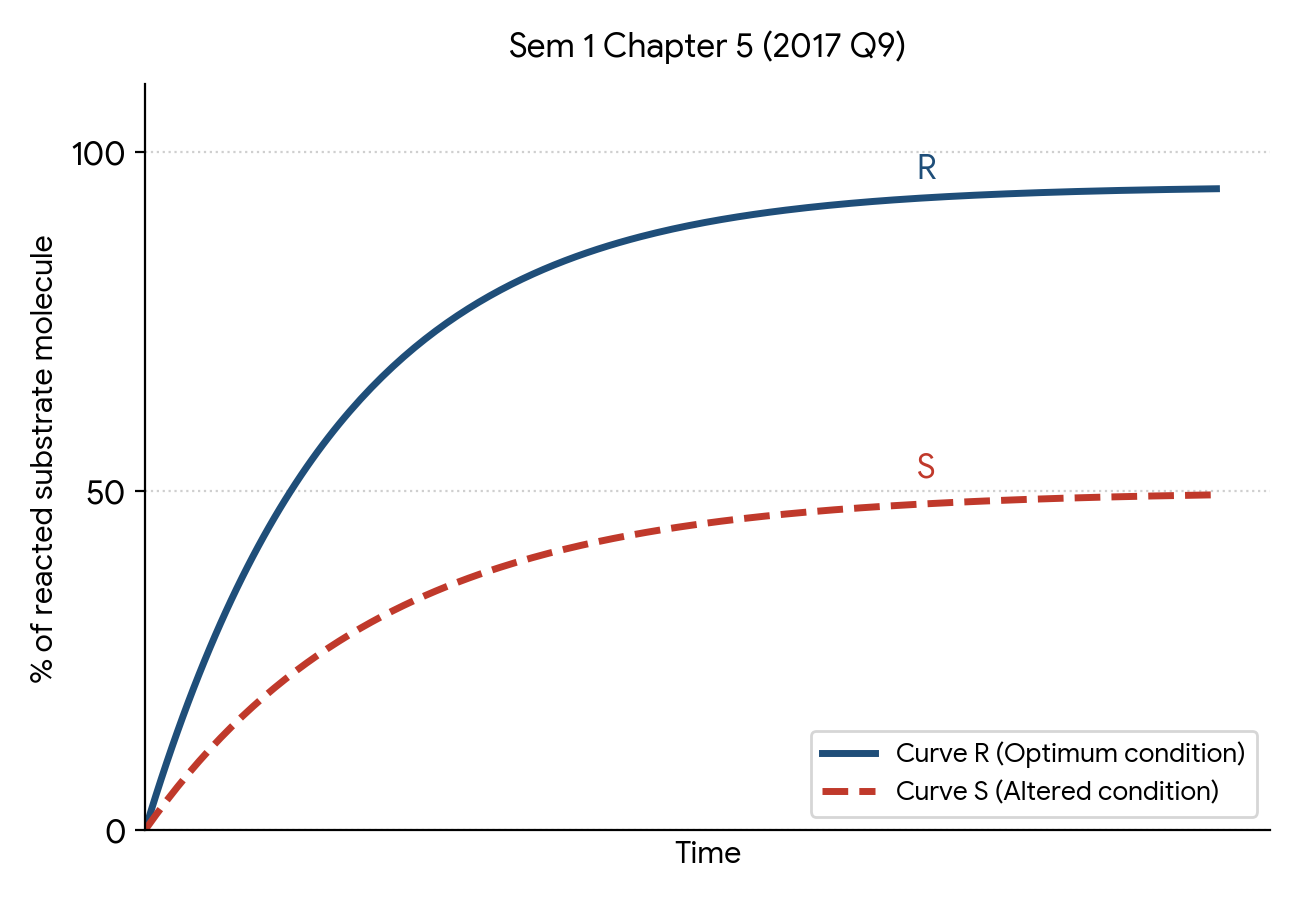 Sem 1 Chapter 5 (2017 Q9)
% of reacted substrate molecule
100
50
0
R
S
Curve R (Optimum condition)
Curve S (Altered condition)
Time